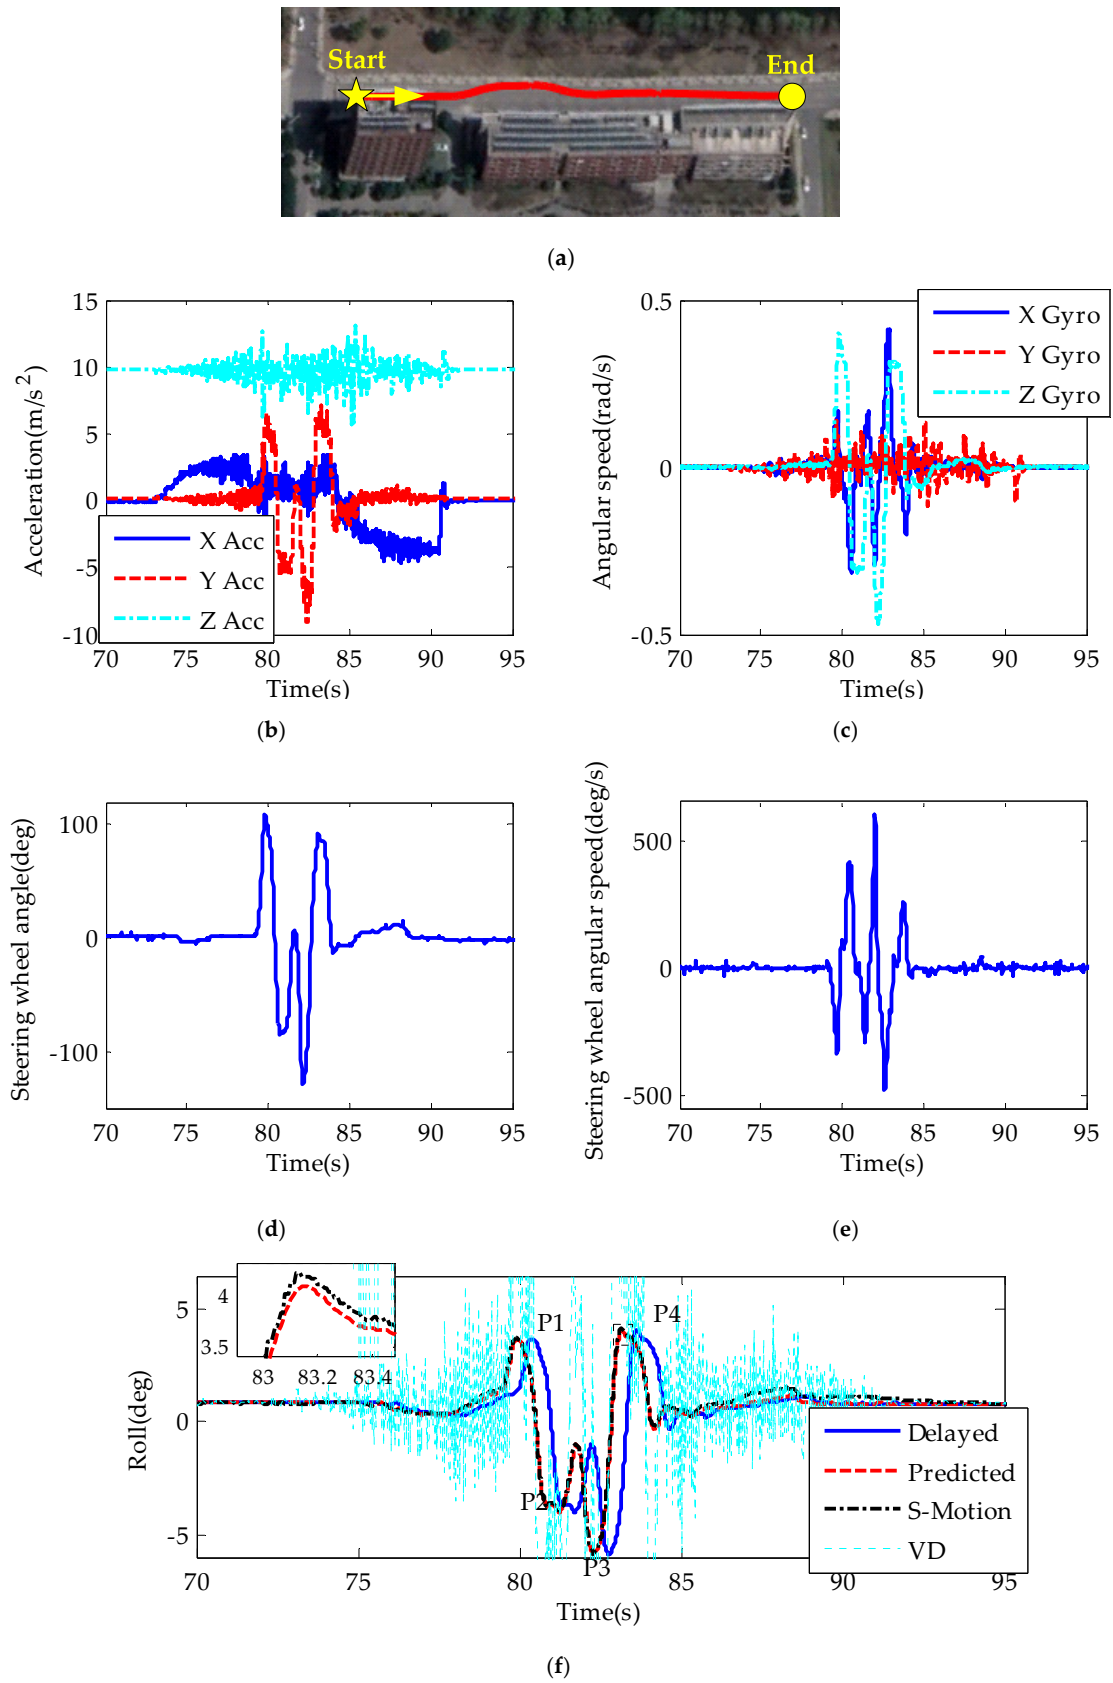 Start
End
(a)
15
10
5
0
-5
-10
70 75 80 85 90 95
Time(s)
Acceleration(m/s²)
X Acc
Y Acc
Z Acc
(b)
0.5
0
-0.5
70 75 80 85 90 95
Time(s)
Angular speed(rad/s)
X Gyro
Y Gyro
Z Gyro
(c)
100
0
-100
70 75 80 85 90 95
Time(s)
Steering wheel angle(deg)
(d)
500
0
-500
70 75 80 85 90 95
Time(s)
Steering wheel angular speed(deg/s)
(e)
4
3.5
83 83.2 83.4
5
0
-5
P1
P2
P3
P4
70 75 80 85 90 95
Time(s)
Roll(deg)
Delayed
Predicted
S-Motion
VD
(f)